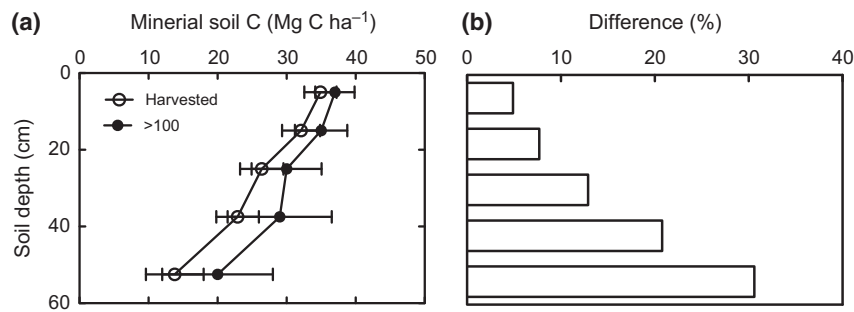 (a) Minerial soil C (Mg C ha⁻¹)
0 10 20 30 40 50
0
20
40
60
Soil depth (cm)
Harvested
>100
(b) Difference (%)
0 10 20 30 40